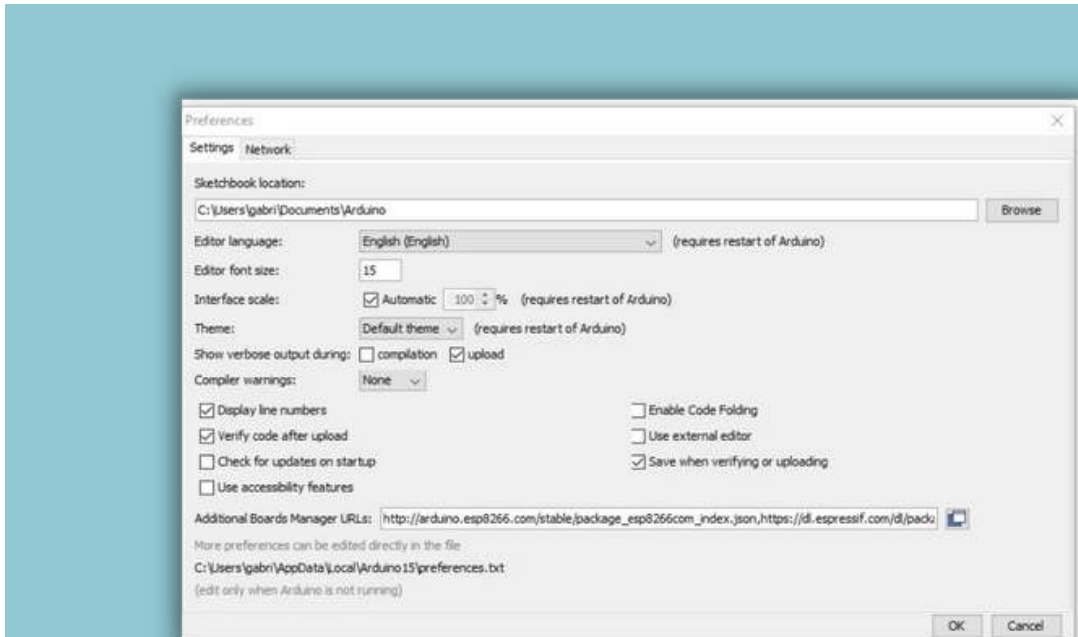 Preferences
Settings Network
Sketchbook location:
C:\Users\gabri\Documents\Arduino Browse
Editor language: English (English) (requires restart of Arduino)
Editor font size: 15
Interface scale: Automatic 100 % (requires restart of Arduino)
Theme: Default theme (requires restart of Arduino)
Show verbose output during: compilation upload
Compiler warnings: None
Display line numbers Enable Code Folding
Verify code after upload Use external editor
Check for updates on startup Save when verifying or uploading
Use accessibility features
Additional Boards Manager URLs: http://arduino.esp8266.com/stable/package_esp8266com_index.json,https://dl.espressif.com/dl/packa
More preferences can be edited directly in the file
C:\Users\gabri\AppData\Local\Arduino15\preferences.txt
(edit only when Arduino is not running)
OK Cancel